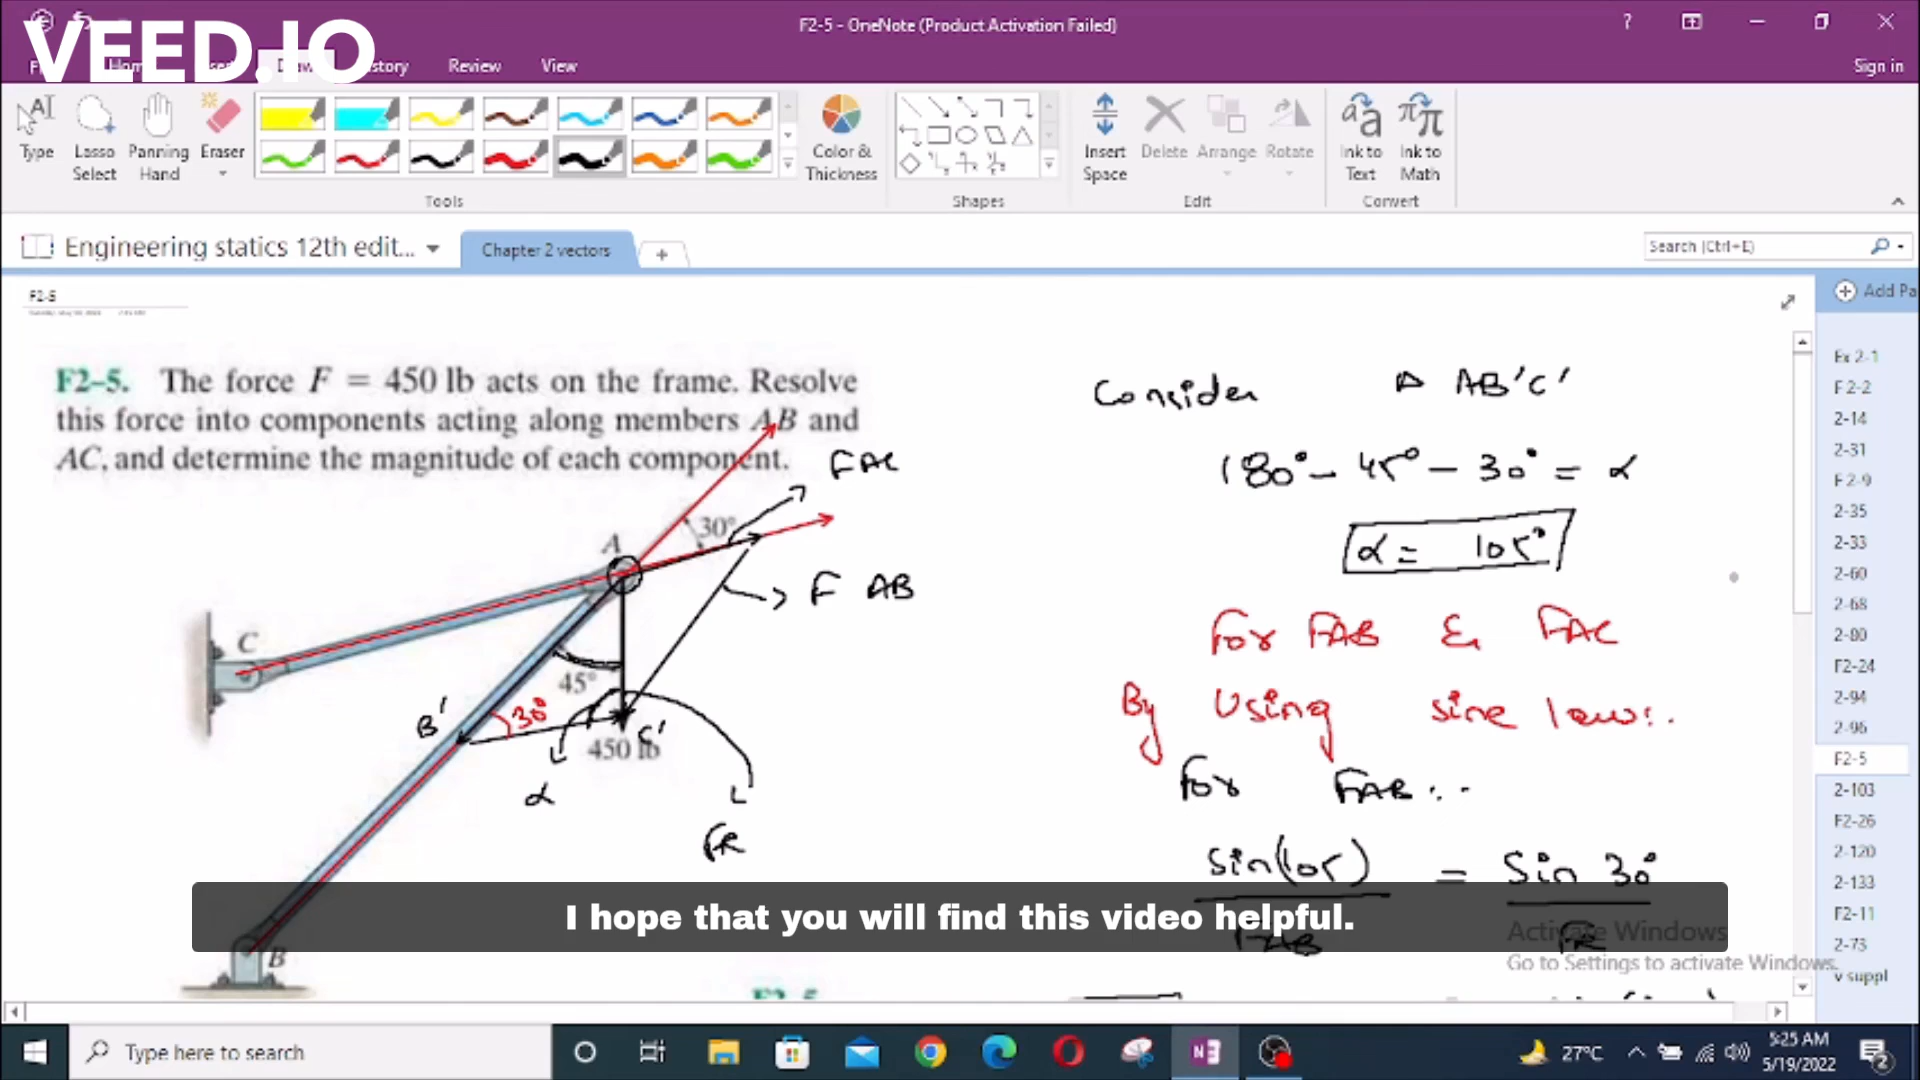 F2-5 - OneNote (Product Activation Failed)
VEED.IO
Review
View
Sign in
Type
Lasso Select
Panning Hand
Eraser
Color & Thickness
Insert Space
Delete
Arrange
Rotate
Ink to Text
Ink to Math
Tools
Shapes
Edit
Convert
Engineering statics 12th edit...
Chapter 2 vectors
Search (Ctrl+E)
F2-5
Add Pa
F2–5. The force F = 450 lb acts on the frame. Resolve
this force into components acting along members AB and
AC, and determine the magnitude of each component.
FAC
30°
A
F AB
C
45°
B'
30°
C'
450 lb
α
FR
B
Consider △ AB'C'
180° - 45° - 30° = α
α = 105°
For FAB & FAC
By Using sine law:.
For FAB:.
sin(105) = Sin 30°
FAB FR
I hope that you will find this video helpful.
Activate Windows
Go to Settings to activate Windows.
Ex 2-1
F 2-2
2-14
2-31
F 2-9
2-35
2-33
2-60
2-68
2-80
F2-24
2-94
2-96
F2-5
2-103
F2-26
2-120
2-133
F2-11
2-73
v suppl
Type here to search
27°C
5:25 AM
5/19/2022
2